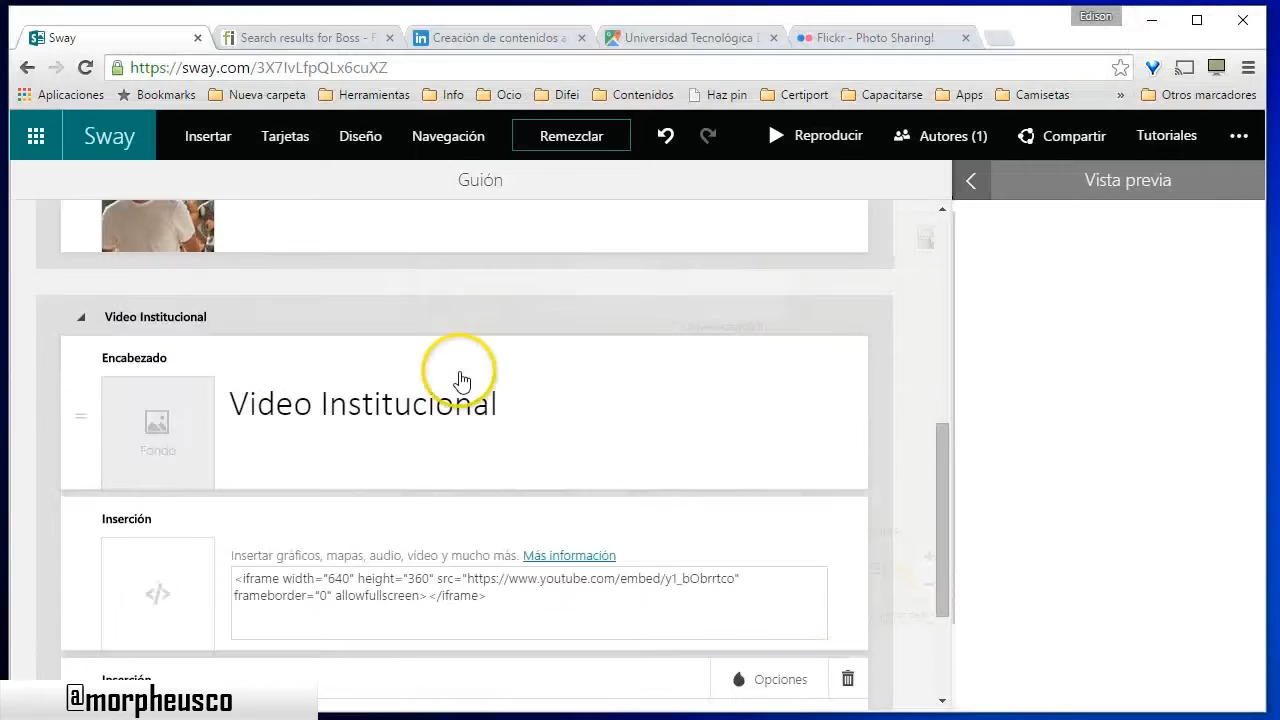 Edison
Sway
Search results for Boss -
Creación de contenidos a
Universidad Tecnológica
Flickr - Photo Sharing!
https://sway.com/3X7IvLfpQLx6cuXZ
Aplicaciones
Bookmarks
Nueva carpeta
Herramientas
Info
Ocio
Difei
Contenidos
Haz pin
Certiport
Capacitarse
Apps
Camisetas
»
Otros marcadores
Sway
Insertar
Tarjetas
Diseño
Navegación
Remezclar
Reproducir
Autores (1)
Compartir
Tutoriales
Guión
Vista previa
Video Institucional
Encabezado
Video Institucional
Fondo
Inserción
Insertar gráficos, mapas, audio, vídeo y mucho más. Más información
<iframe width="640" height="360" src="https://www.youtube.com/embed/y1_bObrrtco"
frameborder="0" allowfullscreen></iframe>
</>
Inserción
Opciones
@morpheusco